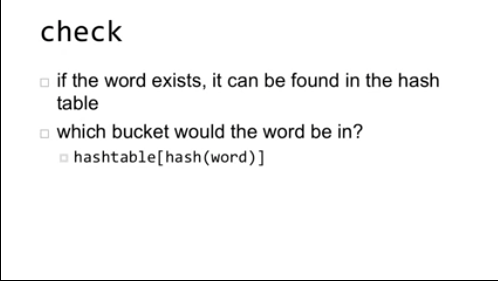 check
if the word exists, it can be found in the hash
table
which bucket would the word be in?
hashtable[hash(word)]